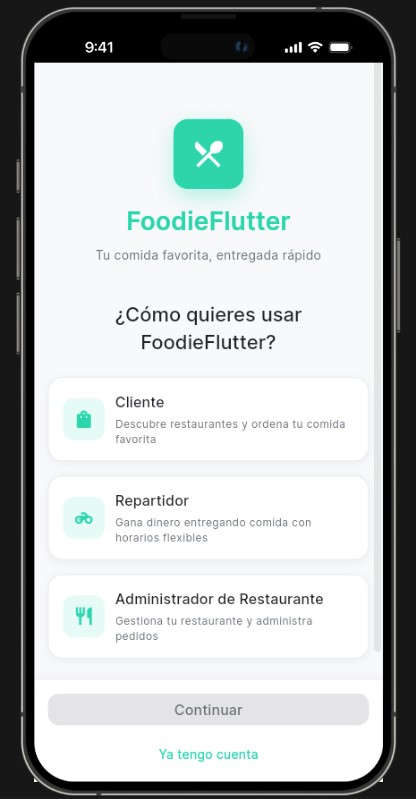 9:41
FoodieFlutter
Tu comida favorita, entregada rápido
¿Cómo quieres usar
FoodieFlutter?
Cliente
Descubre restaurantes y ordena tu comida
favorita
Repartidor
Gana dinero entregando comida con
horarios flexibles
Administrador de Restaurante
Gestiona tu restaurante y administra
pedidos
Continuar
Ya tengo cuenta